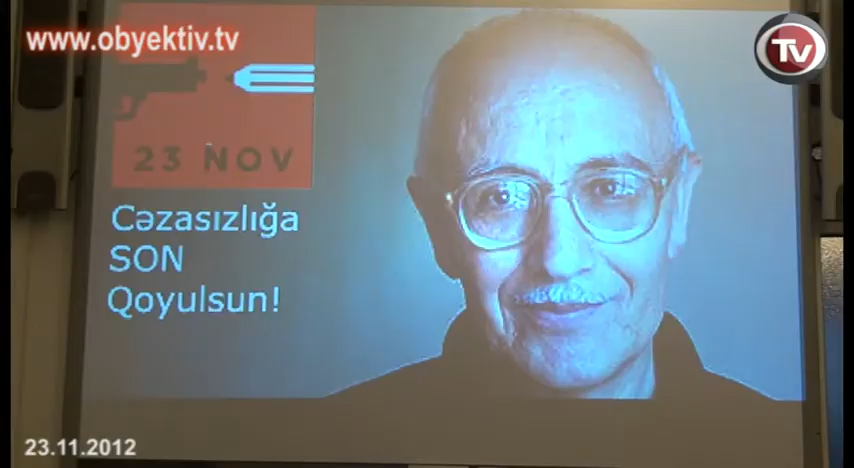 www.obyektiv.tv
TV
23 NOV
Cəzasızlığa
SON
Qoyulsun!
23.11.2012